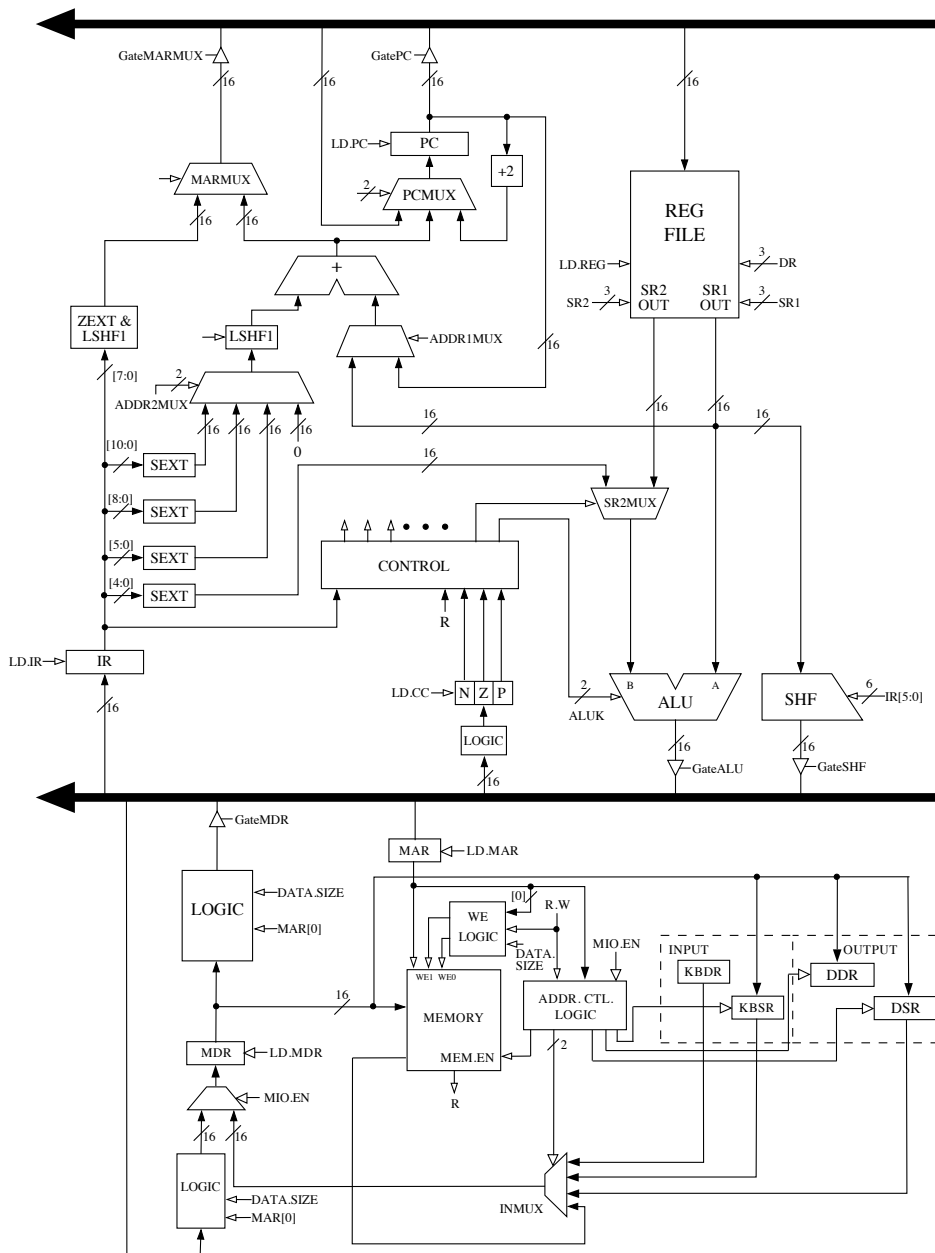 GateMARMUX
16
16
GatePC
16
16
LD.PC
PC
+2
MARMUX
2
PCMUX
REG
FILE
16
16
+
LD.REG
3
DR
SR2
3
SR2
OUT
SR1
OUT
3
SR1
ZEXT &
LSHF1
LSHF1
ADDR1MUX
16
[7:0]
2
ADDR2MUX
16
16
16
16
0
16
16
16
16
[10:0]
SEXT
16
[8:0]
SEXT
SR2MUX
[5:0]
SEXT
CONTROL
[4:0]
SEXT
R
LD.IR
IR
16
LD.CC
N Z P
2
ALUK
B
A
ALU
SHF
6
IR[5:0]
LOGIC
16
16
16
GateALU
GateSHF
GateMDR
MAR
LD.MAR
LOGIC
DATA.SIZE
MAR[0]
[0]
WE
LOGIC
R.W
DATA.
SIZE
MIO.EN
INPUT
OUTPUT
KBDR
DDR
WE1 WE0
16
MEMORY
ADDR. CTL.
LOGIC
KBSR
DSR
MDR
LD.MDR
MEM.EN
2
R
MIO.EN
16
16
LOGIC
DATA.SIZE
MAR[0]
INMUX